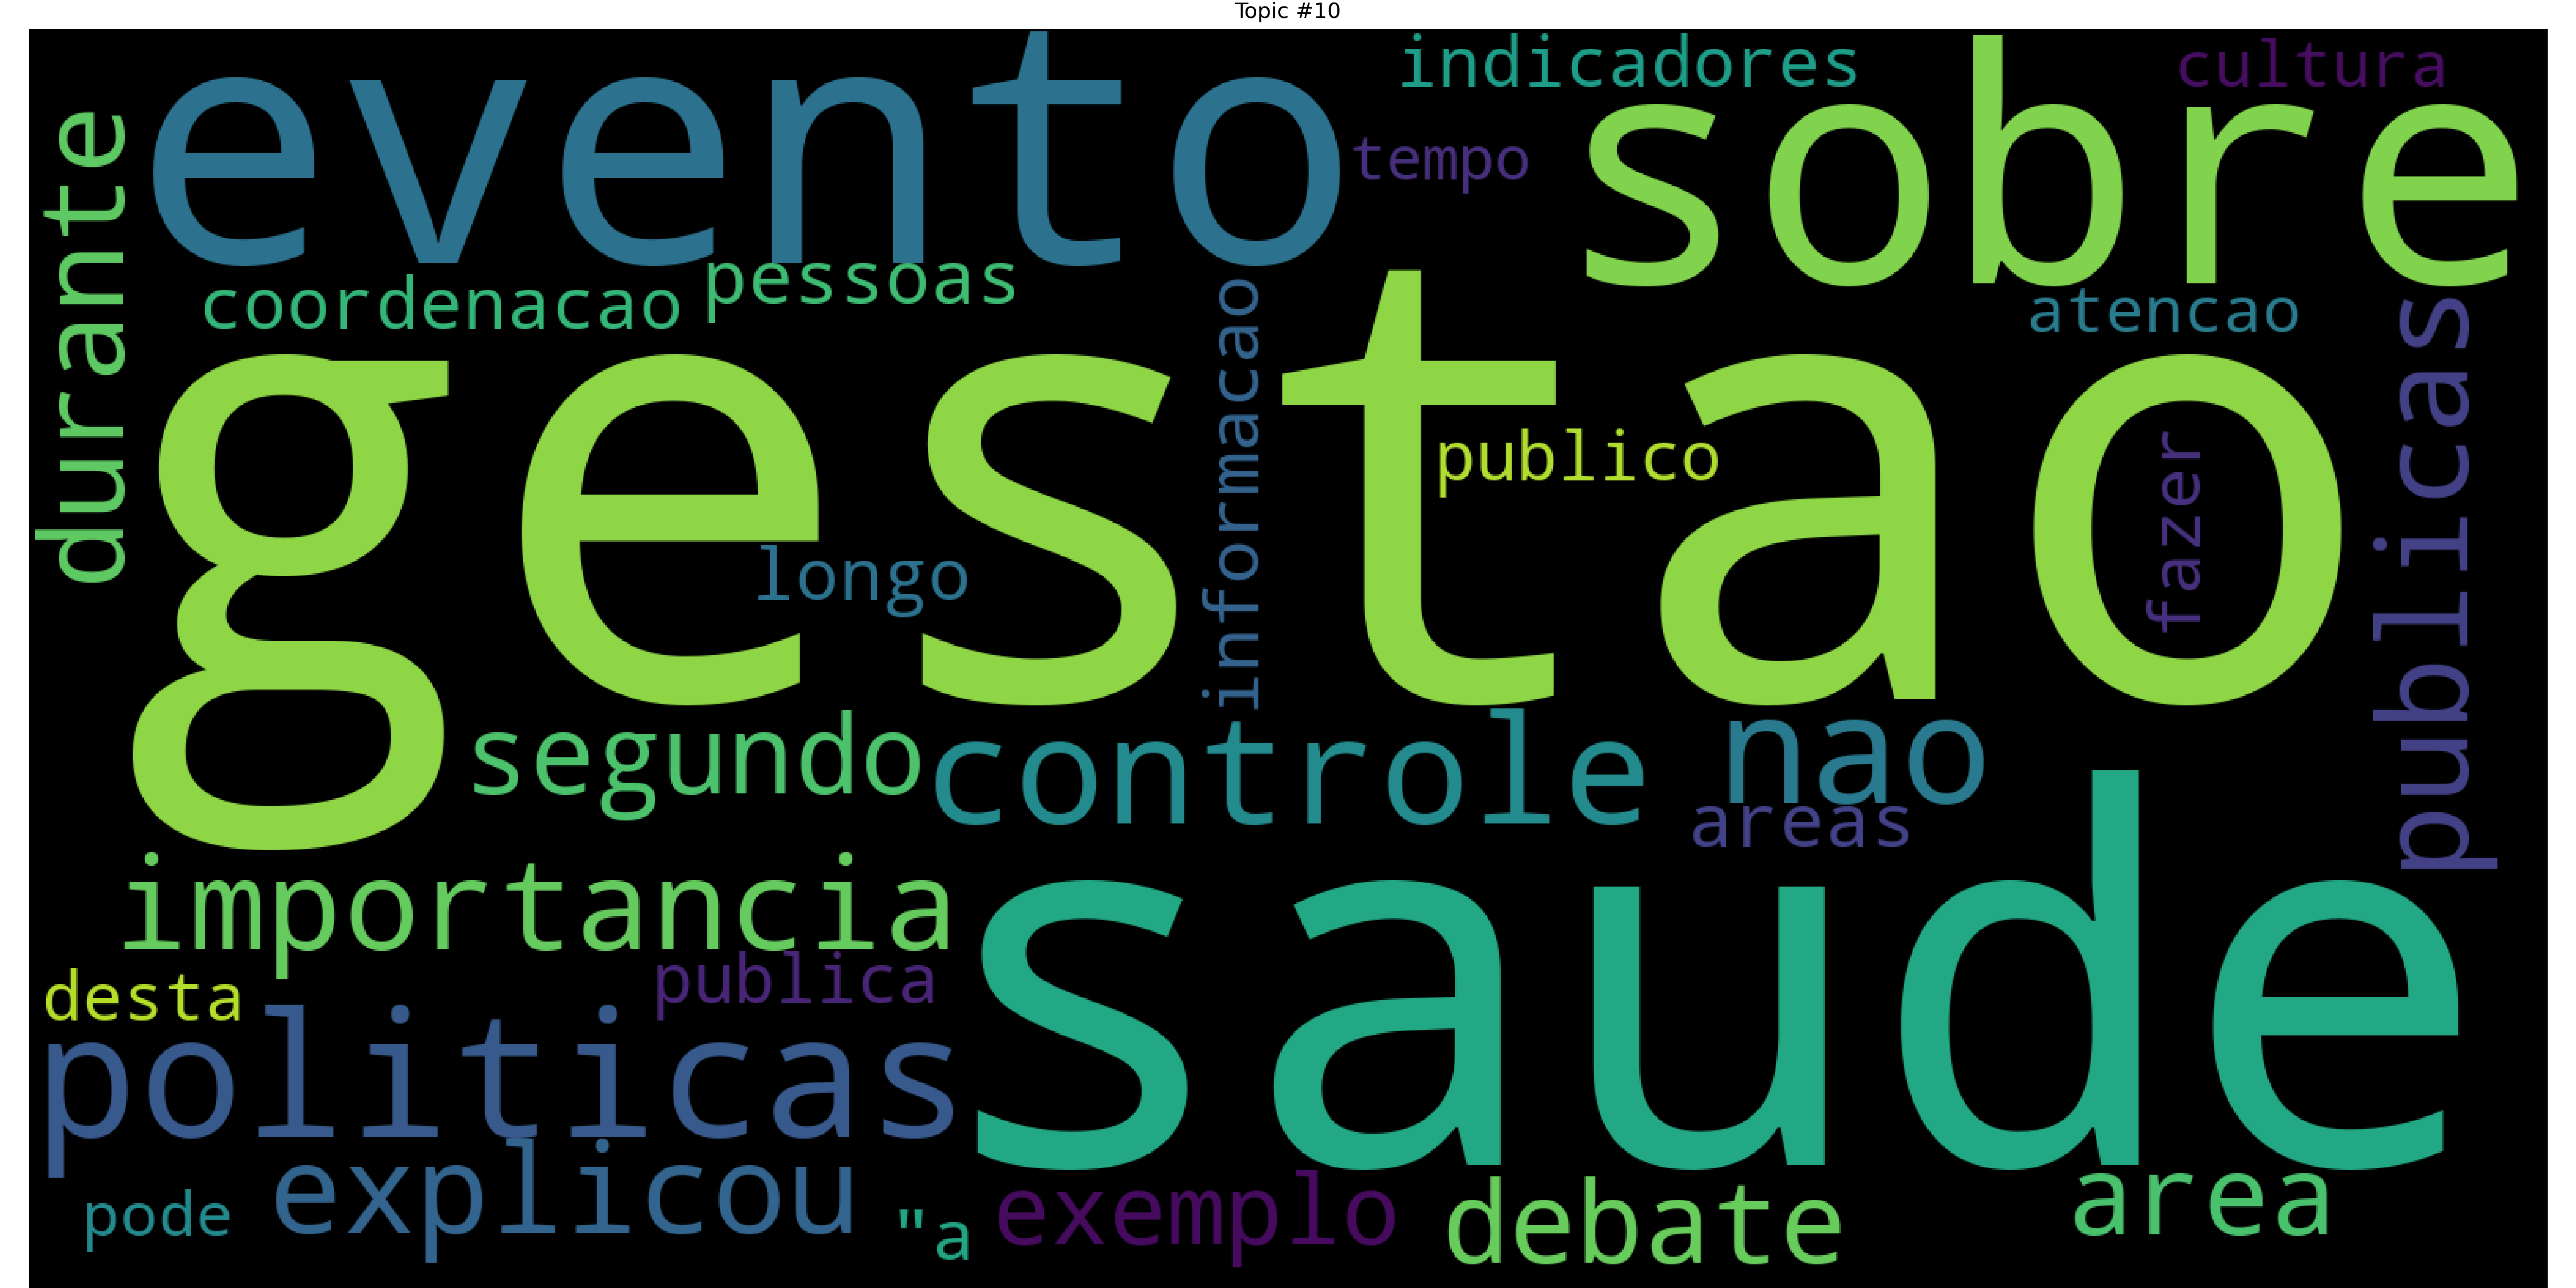 Topic #10
indicadores
cultura
evento
sobre
tempo
durante
pessoas
coordenacao
atencao
informacao
publicas
gestao
publico
fazer
longo
segundo
controle
nao
areas
importancia
saude
publica
desta
politicas
explicou
pode
"a
exemplo
debate
area